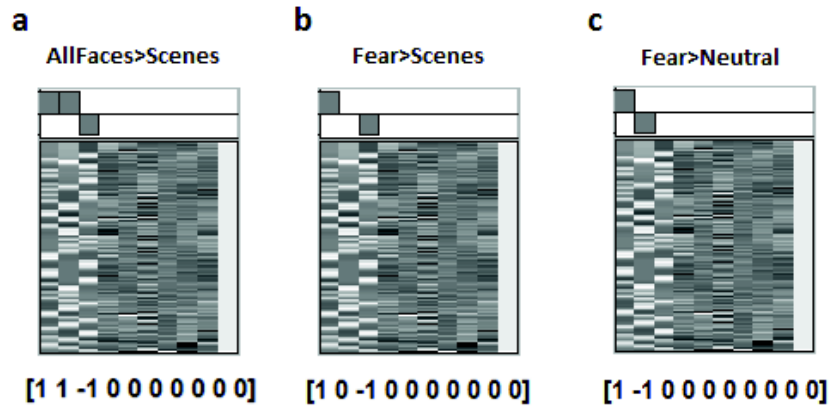 a
AllFaces>Scenes
[1 1 -1 0 0 0 0 0 0 0]
b
Fear>Scenes
[1 0 -1 0 0 0 0 0 0 0]
c
Fear>Neutral
[1 -1 0 0 0 0 0 0 0 0]